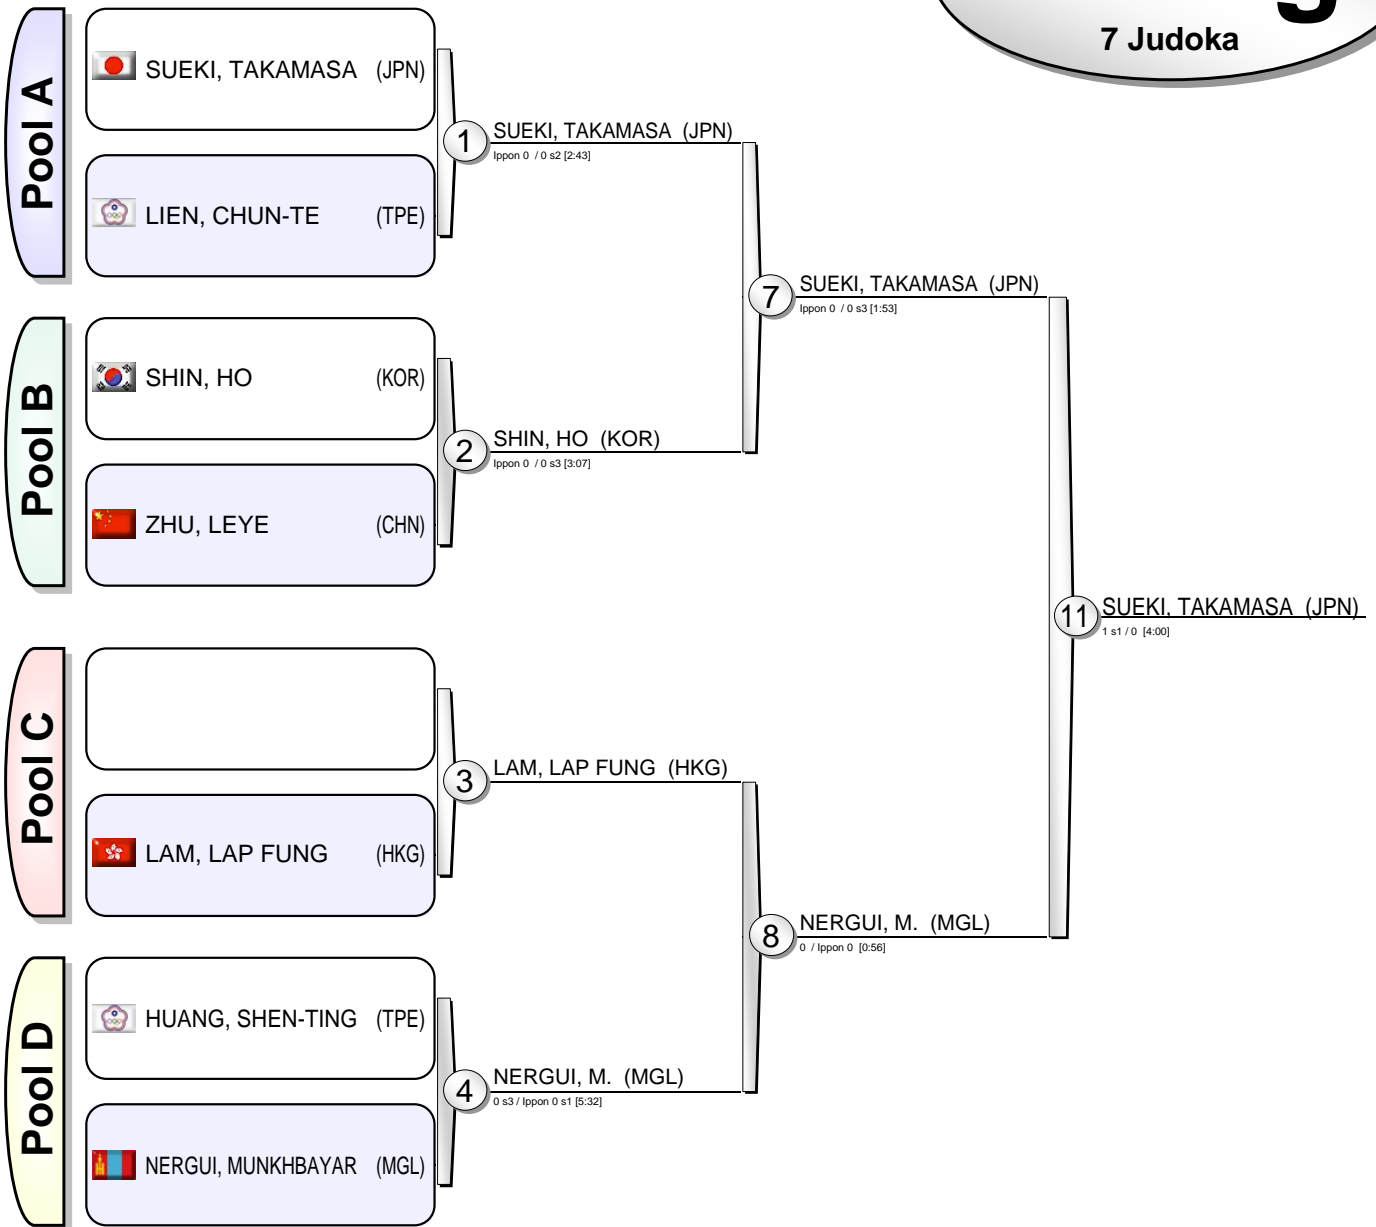 7 Judoka
Pool A
SUEKI, TAKAMASA (JPN)
LIEN, CHUN-TE (TPE)
1 SUEKI, TAKAMASA (JPN)
Ippon 0 / 0 s2 [2:43]
7 SUEKI, TAKAMASA (JPN)
Ippon 0 / 0 s3 [1:53]
Pool B
SHIN, HO (KOR)
ZHU, LEYE (CHN)
2 SHIN, HO (KOR)
Ippon 0 / 0 s3 [3:07]
11 SUEKI, TAKAMASA (JPN)
1 s1 / 0 [4:00]
Pool C
LAM, LAP FUNG (HKG)
3 LAM, LAP FUNG (HKG)
8 NERGUI, M. (MGL)
0 / Ippon 0 [0:56]
Pool D
HUANG, SHEN-TING (TPE)
NERGUI, MUNKHBAYAR (MGL)
4 NERGUI, M. (MGL)
0 s3 / Ippon 0 s1 [5:32]